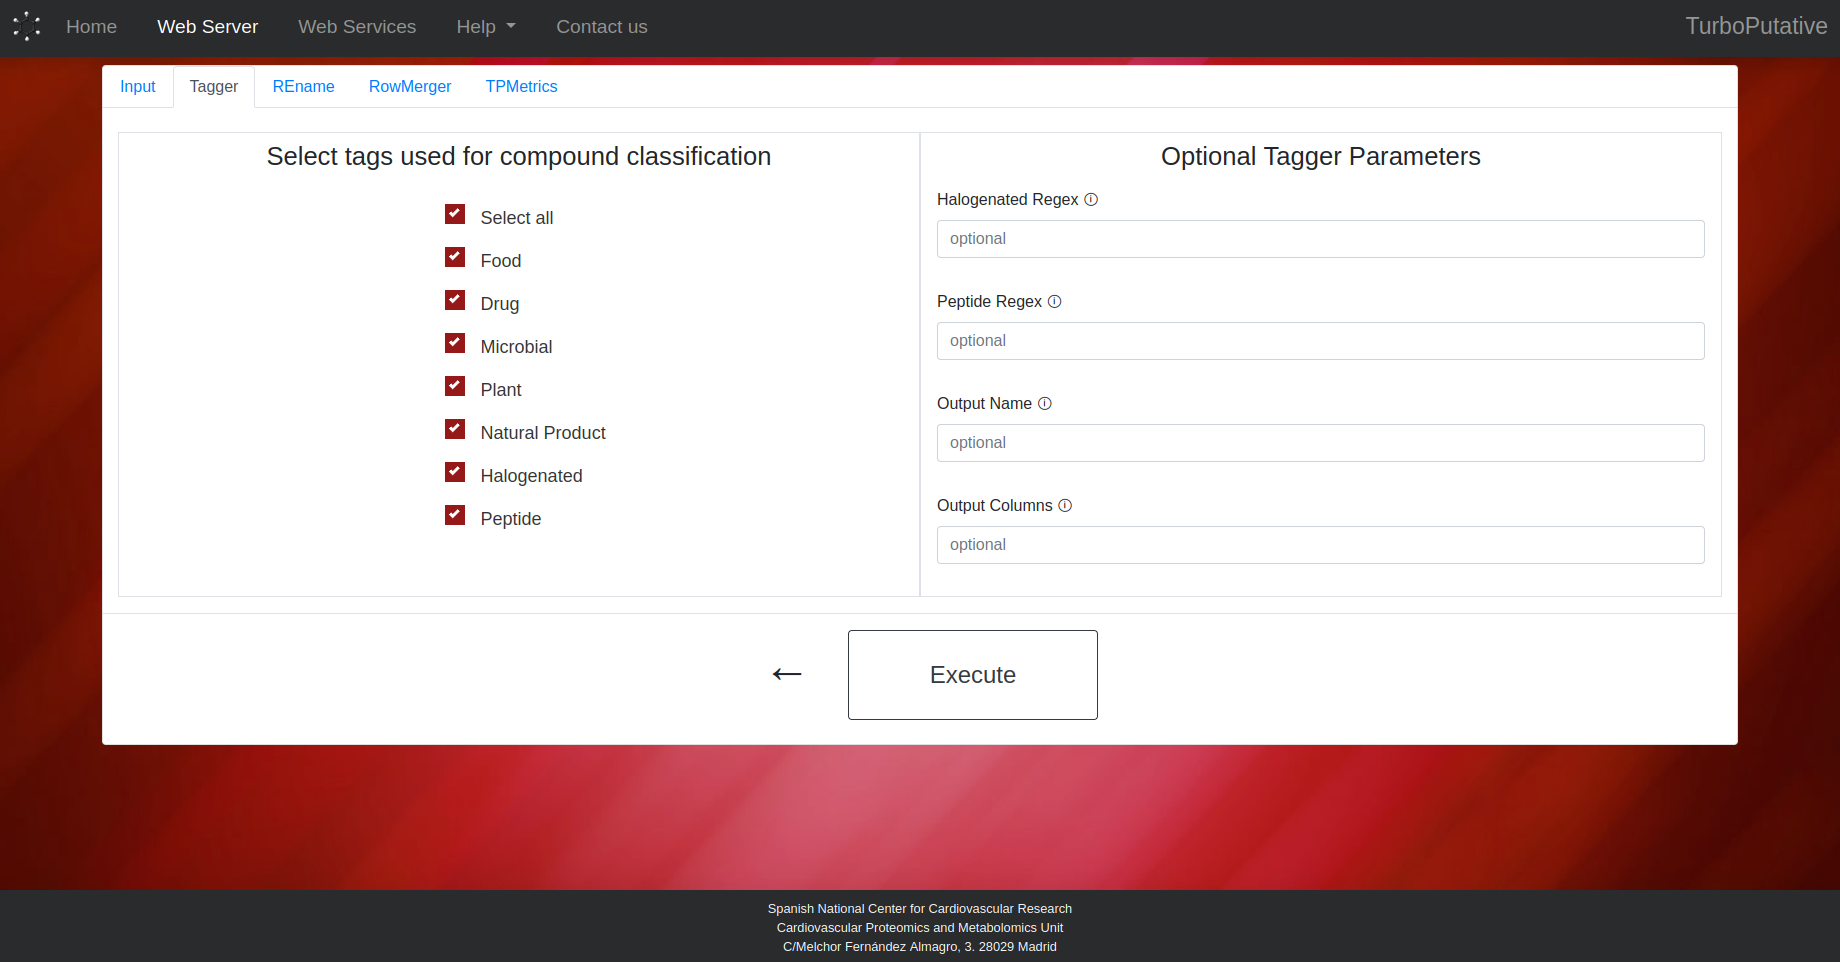 Home Web Server Web Services Help Contact us TurboPutative
Input Tagger REname RowMerger TPMetrics
Select tags used for compound classification
Select all
Food
Drug
Microbial
Plant
Natural Product
Halogenated
Peptide
Optional Tagger Parameters
Halogenated Regex
optional
Peptide Regex
optional
Output Name
optional
Output Columns
optional
Execute
Spanish National Center for Cardiovascular Research
Cardiovascular Proteomics and Metabolomics Unit
C/Melchor Fernández Almagro, 3. 28029 Madrid